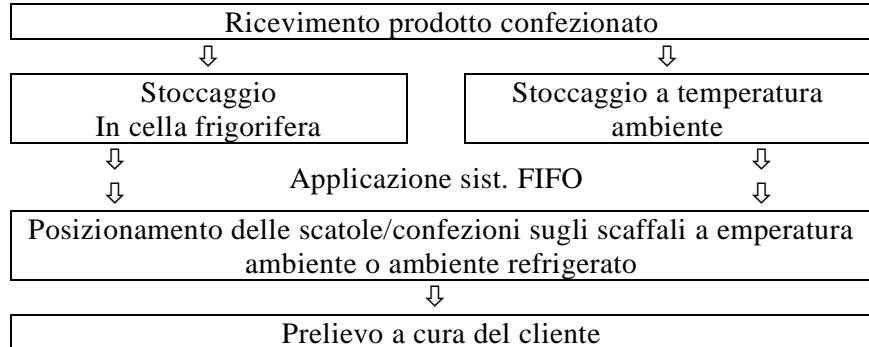 Ricevimento prodotto confezionato
Stoccaggio
In cella frigorifera
Stoccaggio a temperatura
ambiente
Applicazione sist. FIFO
Posizionamento delle scatole/confezioni sugli scaffali a emperatura
ambiente o ambiente refrigerato
Prelievo a cura del cliente